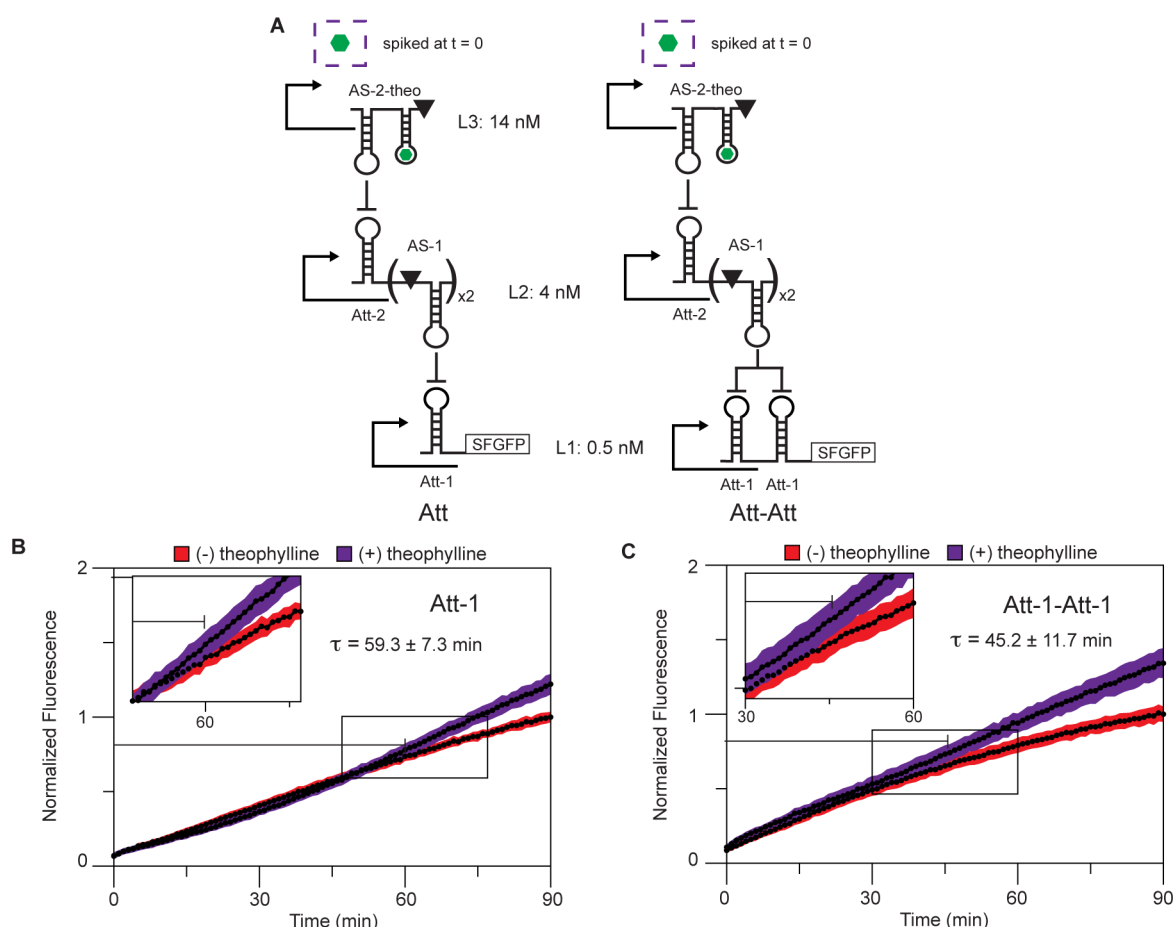 A
spiked at t = 0
spiked at t = 0
AS-2-theo
AS-2-theo
L3: 14 nM
AS-1
AS-1
x2
x2
L2: 4 nM
Att-2
Att-2
SFGFP
SFGFP
L1: 0.5 nM
Att-1
Att-1 Att-1
Att
Att-Att
B
(-) theophylline (+) theophylline
Att-1
τ = 59.3 ± 7.3 min
60
Normalized Fluorescence
2
1
0
0 30 60 90
Time (min)
C
(-) theophylline (+) theophylline
Att-1-Att-1
τ = 45.2 ± 11.7 min
30 60
Normalized Fluorescence
2
1
0
0 30 60 90
Time (min)